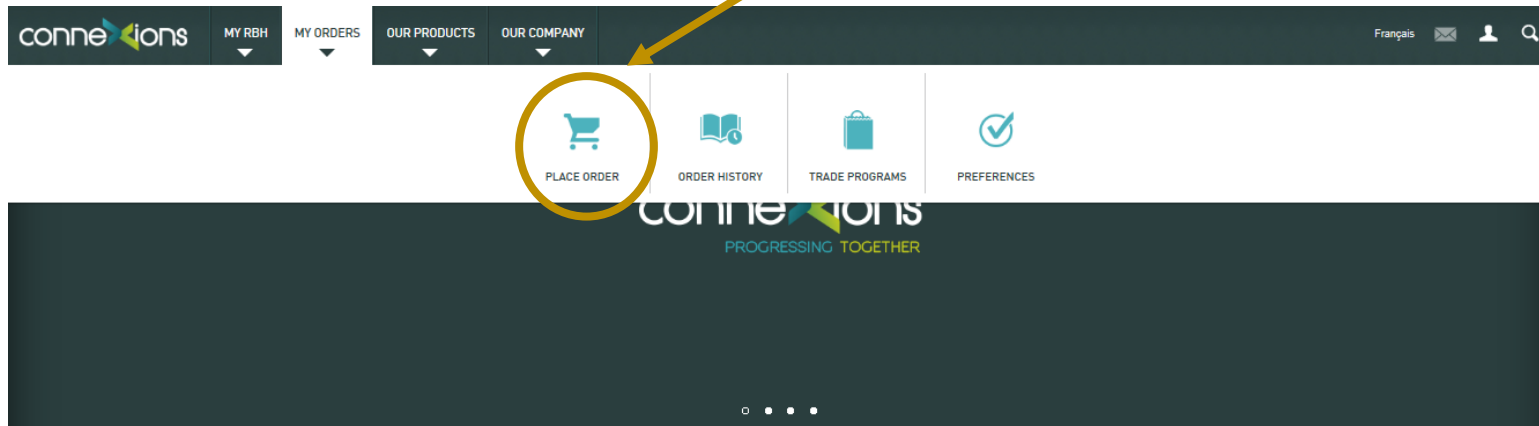 connexions MY RBH MY ORDERS OUR PRODUCTS OUR COMPANY Français
PLACE ORDER ORDER HISTORY TRADE PROGRAMS PREFERENCES
connexions
PROGRESSING TOGETHER